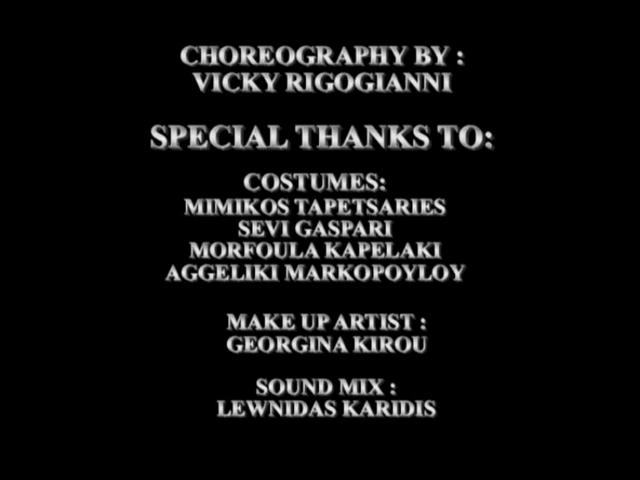 CHOREOGRAPHY BY :
VICKY RIGOGIANNI
SPECIAL THANKS TO:
COSTUMES:
MIMIKOS TAPETSARIES
SEVI GASPARI
MORFOULA KAPELAKI
AGGELIKI MARKOPOYLOY
MAKE UP ARTIST :
GEORGINA KIROU
SOUND MIX :
LEWNIDAS KARIDIS